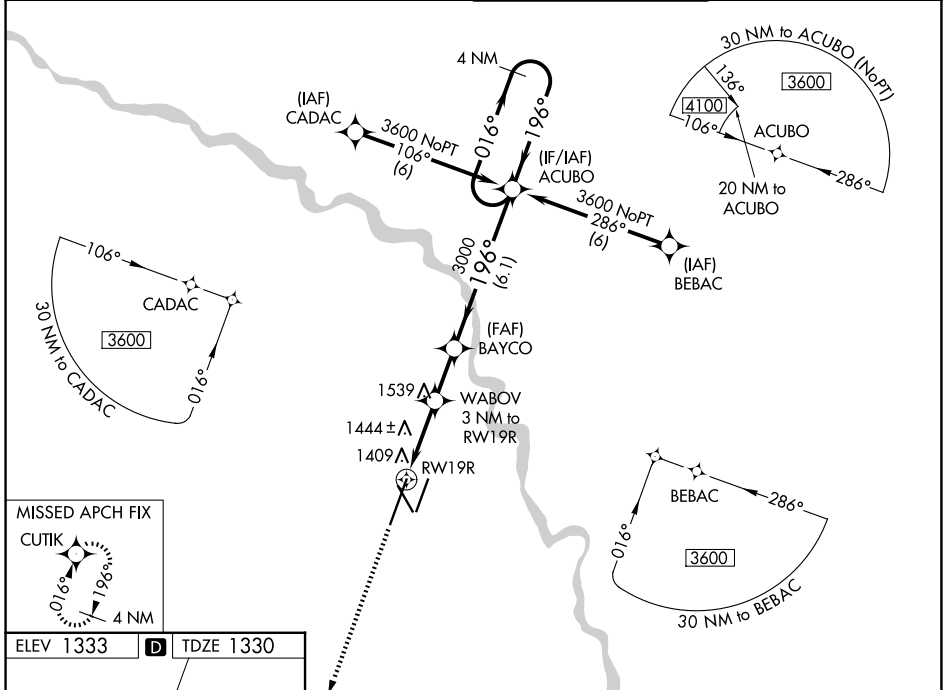 4 NM
016°
196°
(IAF)
CADAC
3600 NoPT
106°
(6)
(IF/IAF)
ACUBO
3600 NoPT
286°
(6)
(IAF)
BEBAC
30 NM to ACUBO (NoPT)
136°
3600
4100
106°
ACUBO
286°
20 NM to
ACUBO
3000
196°
(6.1)
106°
CADAC
3600
016°
30 NM to CADAC
(FAF)
BAYCO
1539
WABOV
3 NM to
RW19R
1444 ±
1409
RW19R
BEBAC
286°
016°
3600
30 NM to BEBAC
MISSED APCH FIX
CUTIK
016°
196°
4 NM
ELEV 1333 D TDZE 1330